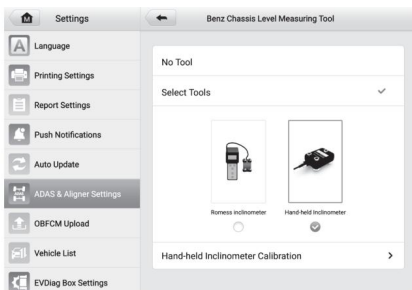 Settings
Benz Chassis Level Measuring Tool
Language
Printing Settings
Report Settings
Push Notifications
Auto Update
ADAS & Aligner Settings
OBFCM Upload
Vehicle List
EVDiag Box Settings
No Tool
Select Tools
Romess inclinometer
Hand-held Inclinometer
Hand-held Inclinometer Calibration